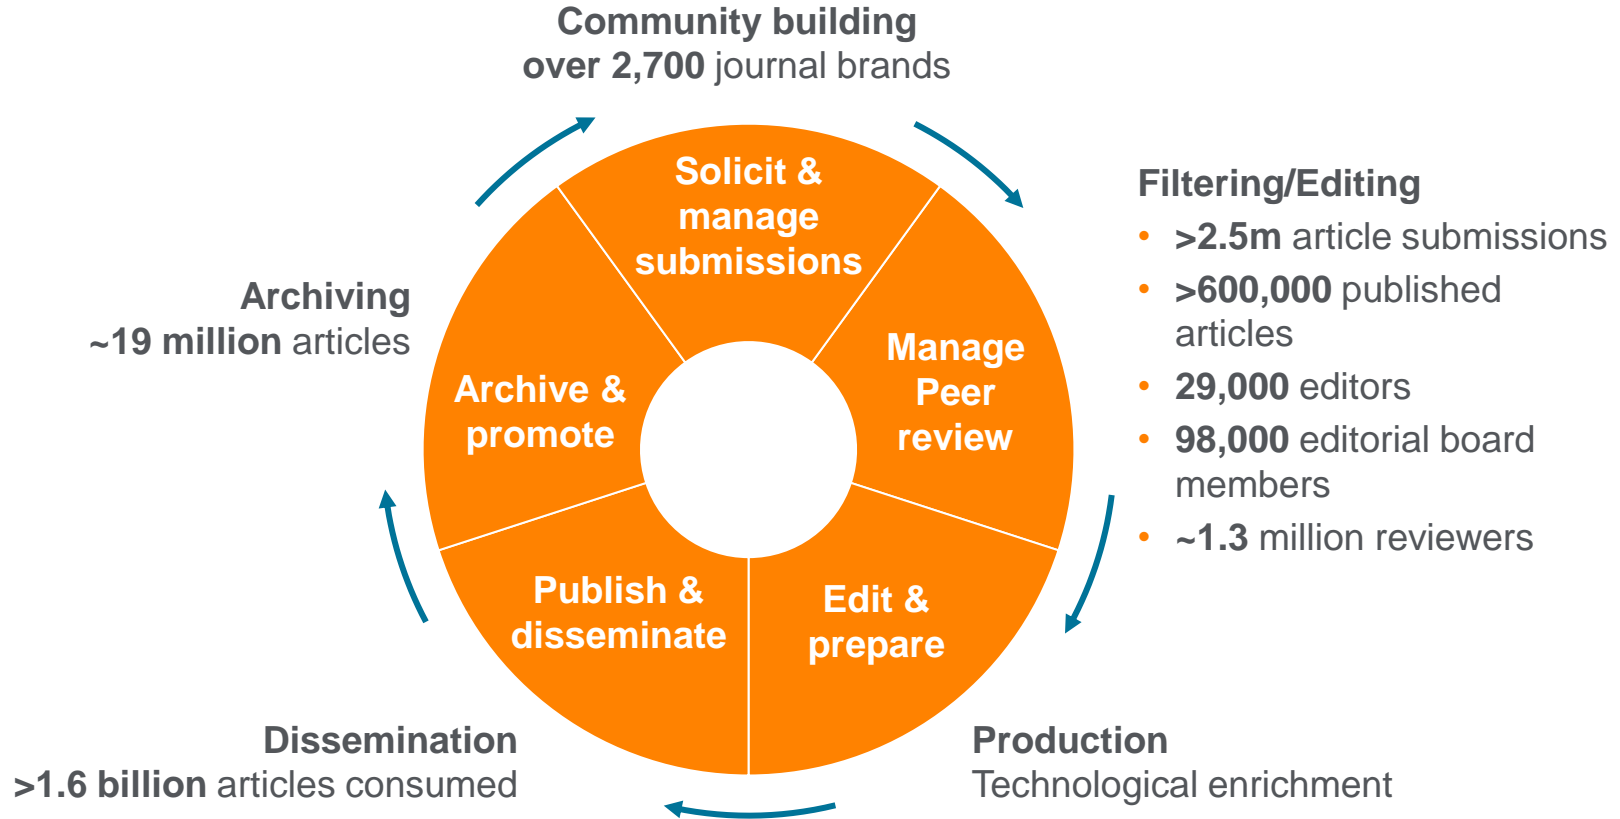 Community building
over 2,700 journal brands
Solicit &
manage
submissions
Filtering/Editing
• >2.5m article submissions
• >600,000 published
articles
• 29,000 editors
• 98,000 editorial board
members
• ~1.3 million reviewers
Manage
Peer
review
Edit &
prepare
Production
Technological enrichment
Publish &
disseminate
Dissemination
>1.6 billion articles consumed
Archive &
promote
Archiving
~19 million articles